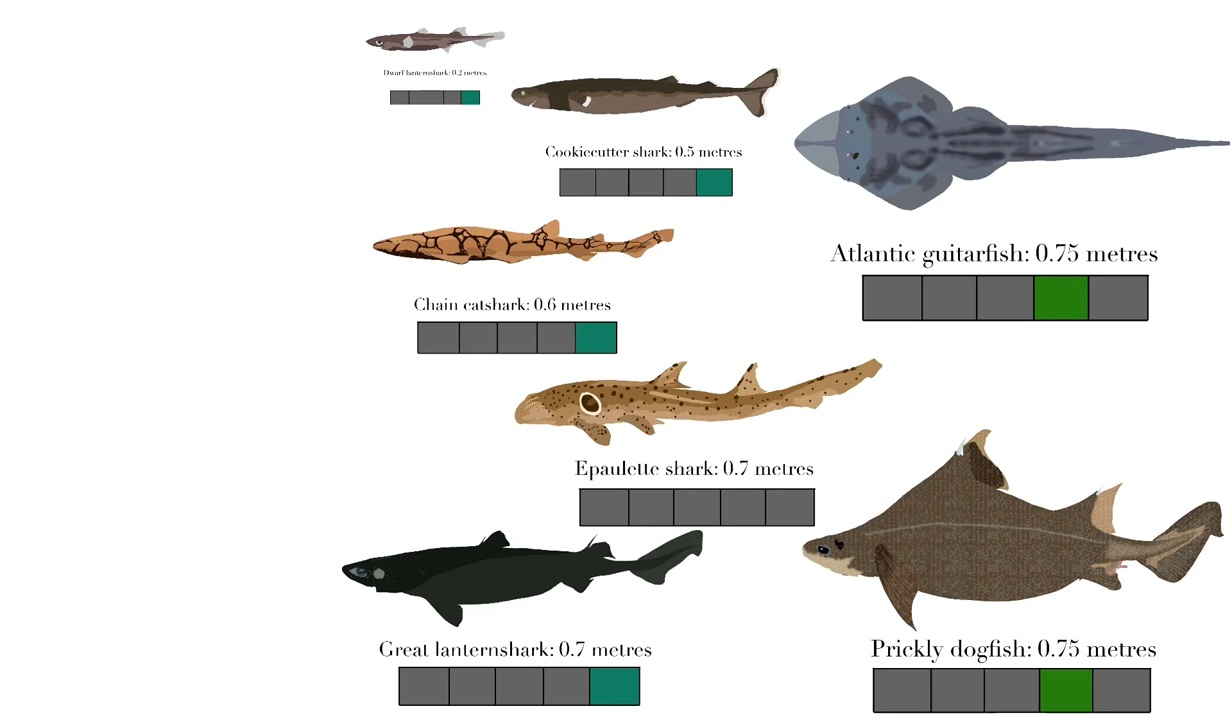 Dwarf lanternshark: 0.2 metres
Cookiecutter shark: 0.5 metres
Atlantic guitarfish: 0.75 metres
Chain catshark: 0.6 metres
Epaulette shark: 0.7 metres
Great lanternshark: 0.7 metres
Prickly dogfish: 0.75 metres